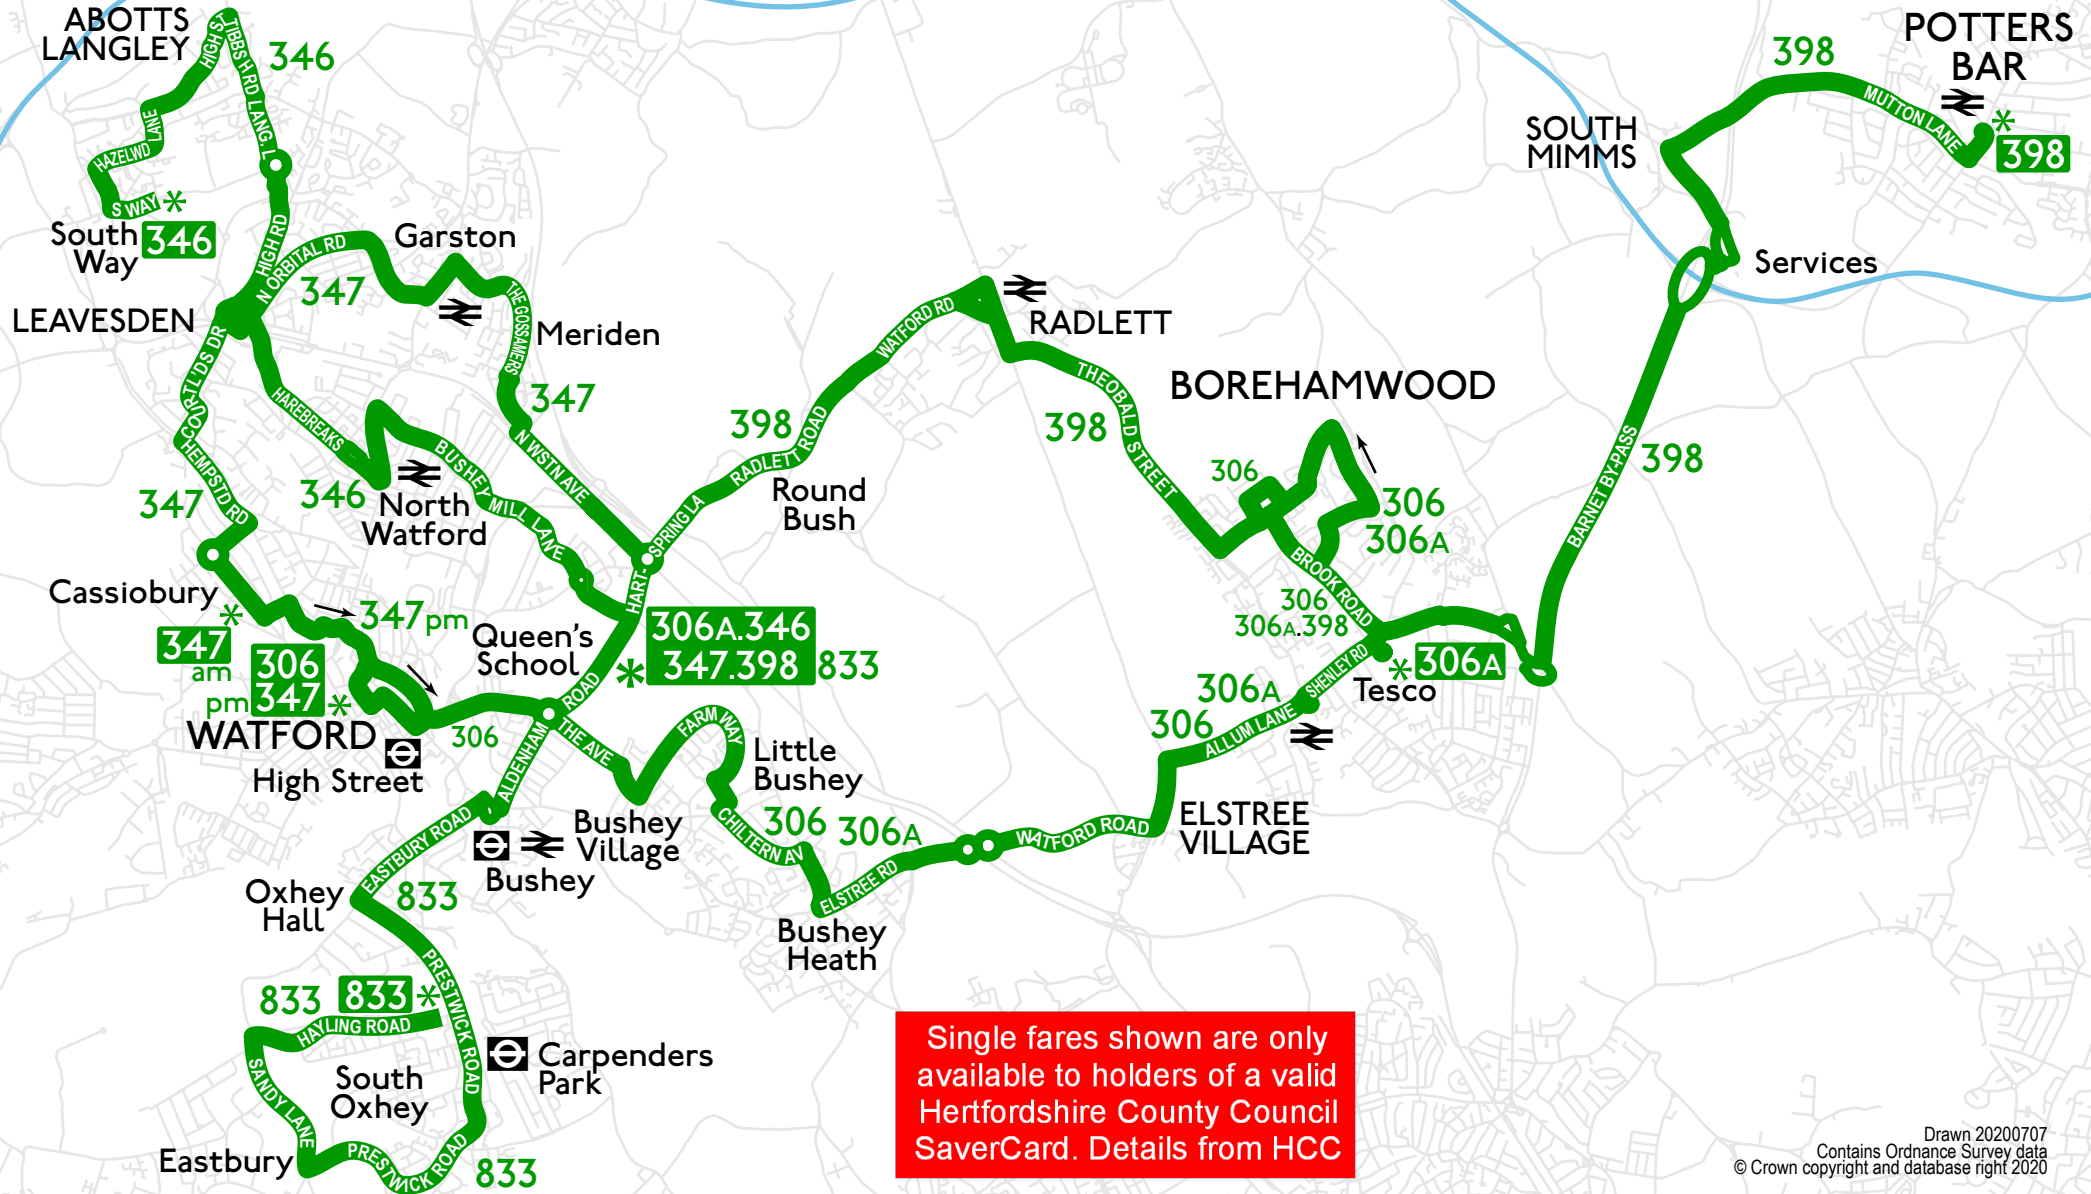 ABOTTS
LANGLEY
HIGH ST
TIBBS H RD
LANG. L
346
HAZELWD
LANE
S WAY
*
South
Way
346
HIGH RD
N ORBITAL RD
347
Garston
LEAVESDEN
THE GOSSAMERS
Meriden
347
COURTL'DS DR
HEMPSTD RD
347
HAREBREAKS
346
North
Watford
BUSHEY MILL LANE
N WSTN AVE
Cassiobury
*
347
am
347pm
306
pm 347 *
WATFORD
High Street
306
Queen's
School
HART-
SPRING LA
306A.346
* 347.398 833
ROAD
ALDENHAM
THE AVE
FARM WAY
Little
Bushey
CHILTERN AV
306 306A
Bushey
Village
Bushey
EASTBURY ROAD
Oxhey
Hall
833
PRESTWICK ROAD
833 833 *
HAYLING ROAD
SANDY LANE
South
Oxhey
Carpenders
Park
Eastbury
PRESTWICK ROAD
833
ELSTREE RD
Bushey
Heath
WATFORD ROAD
ELSTREE
VILLAGE
306
306A
ALLUM LANE
SHENLEY RD
Tesco
* 306A
RADLETT ROAD
398
Round
Bush
WATFORD RD
RADLETT
THEOBALD STREET
398
BOREHAMWOOD
306
306
306A
BROOK ROAD
306
306A.398
BARNET BY-PASS
398
Services
SOUTH
MIMMS
398
MUTTON LANE
POTTERS
BAR
*
398
Single fares shown are only
available to holders of a valid
Hertfordshire County Council
SaverCard. Details from HCC
Drawn 20200707
Contains Ordnance Survey data
© Crown copyright and database right 2020